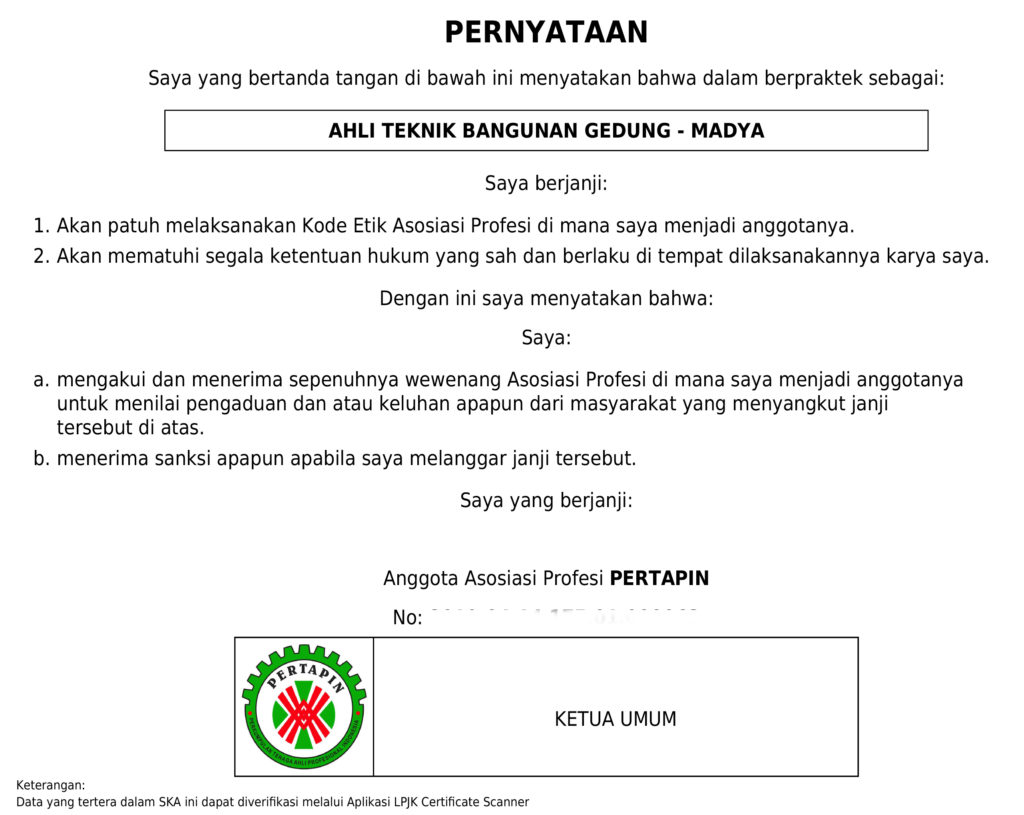 PERNYATAAN
Saya yang bertanda tangan di bawah ini menyatakan bahwa dalam berpraktek sebagai:
AHLI TEKNIK BANGUNAN GEDUNG - MADYA
Saya berjanji:
1. Akan patuh melaksanakan Kode Etik Asosiasi Profesi di mana saya menjadi anggotanya.
2. Akan mematuhi segala ketentuan hukum yang sah dan berlaku di tempat dilaksanakannya karya saya.
Dengan ini saya menyatakan bahwa:
Saya:
a. mengakui dan menerima sepenuhnya wewenang Asosiasi Profesi di mana saya menjadi anggotanya
untuk menilai pengaduan dan atau keluhan apapun dari masyarakat yang menyangkut janji
tersebut di atas.
b. menerima sanksi apapun apabila saya melanggar janji tersebut.
Saya yang berjanji:
Anggota Asosiasi Profesi PERTAPIN
No:
PERTAPIN
PERKUMPULAN TENAGA AHLI PROFESIONAL INDONESIA
KETUA UMUM
Keterangan:
Data yang tertera dalam SKA ini dapat diverifikasi melalui Aplikasi LPJK Certificate Scanner